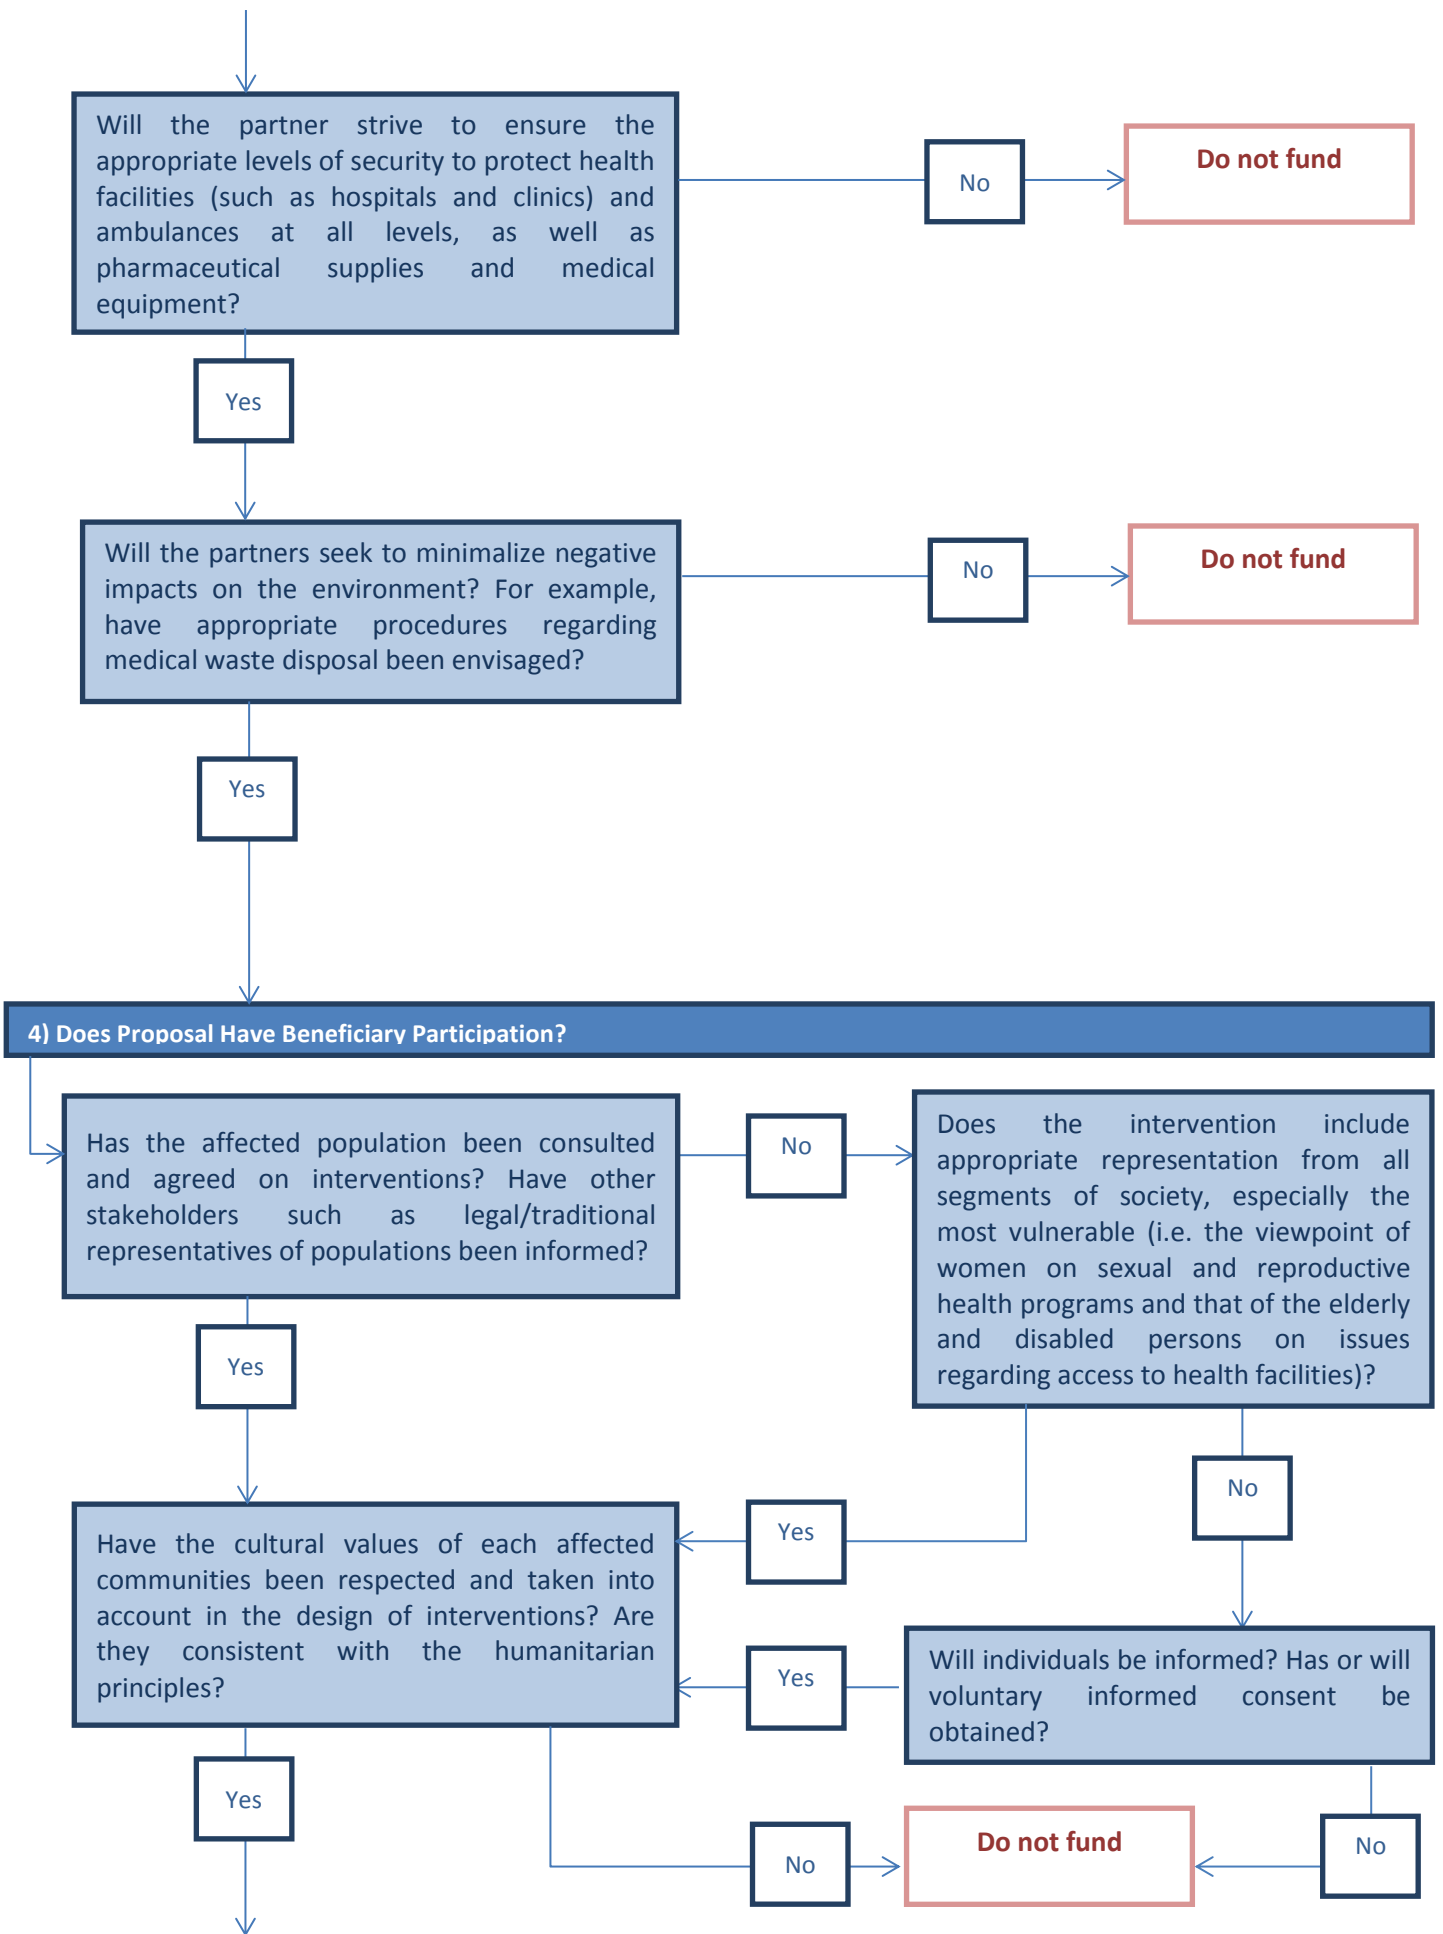 Will the partner strive to ensure the
appropriate levels of security to protect health
facilities (such as hospitals and clinics) and
ambulances at all levels, as well as
pharmaceutical supplies and medical
equipment?
No
Do not fund
Yes
Will the partners seek to minimalize negative
impacts on the environment? For example,
have appropriate procedures regarding
medical waste disposal been envisaged?
No
Do not fund
Yes
4) Does Proposal Have Beneficiary Participation?
Has the affected population been consulted
and agreed on interventions? Have other
stakeholders such as legal/traditional
representatives of populations been informed?
No
Does the intervention include
appropriate representation from all
segments of society, especially the
most vulnerable (i.e. the viewpoint of
women on sexual and reproductive
health programs and that of the elderly
and disabled persons on issues
regarding access to health facilities)?
Yes
No
Yes
Have the cultural values of each affected
communities been respected and taken into
account in the design of interventions? Are
they consistent with the humanitarian
principles?
Yes
Will individuals be informed? Has or will
voluntary informed consent be
obtained?
Yes
No
Do not fund
No